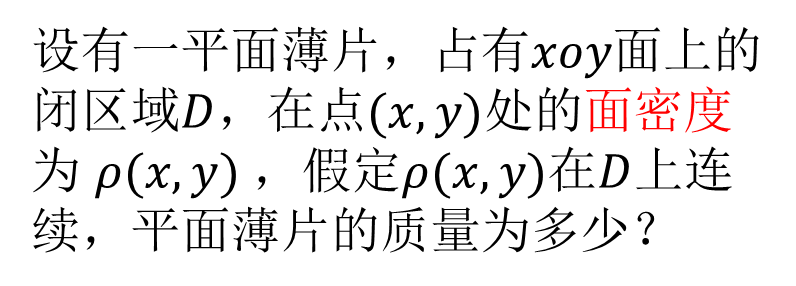 设有一平面薄片，占有xoy面上的
闭区域D，在点(x,y)处的面密度
为 ρ(x,y) ，假定ρ(x,y)在D上连
续，平面薄片的质量为多少？